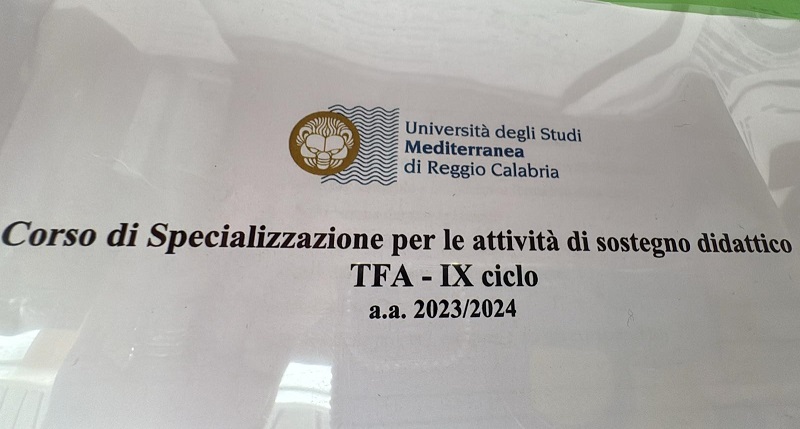 Università degli Studi
Mediterranea
di Reggio Calabria
Corso di Specializzazione per le attività di sostegno didattico
TFA - IX ciclo
a.a. 2023/2024